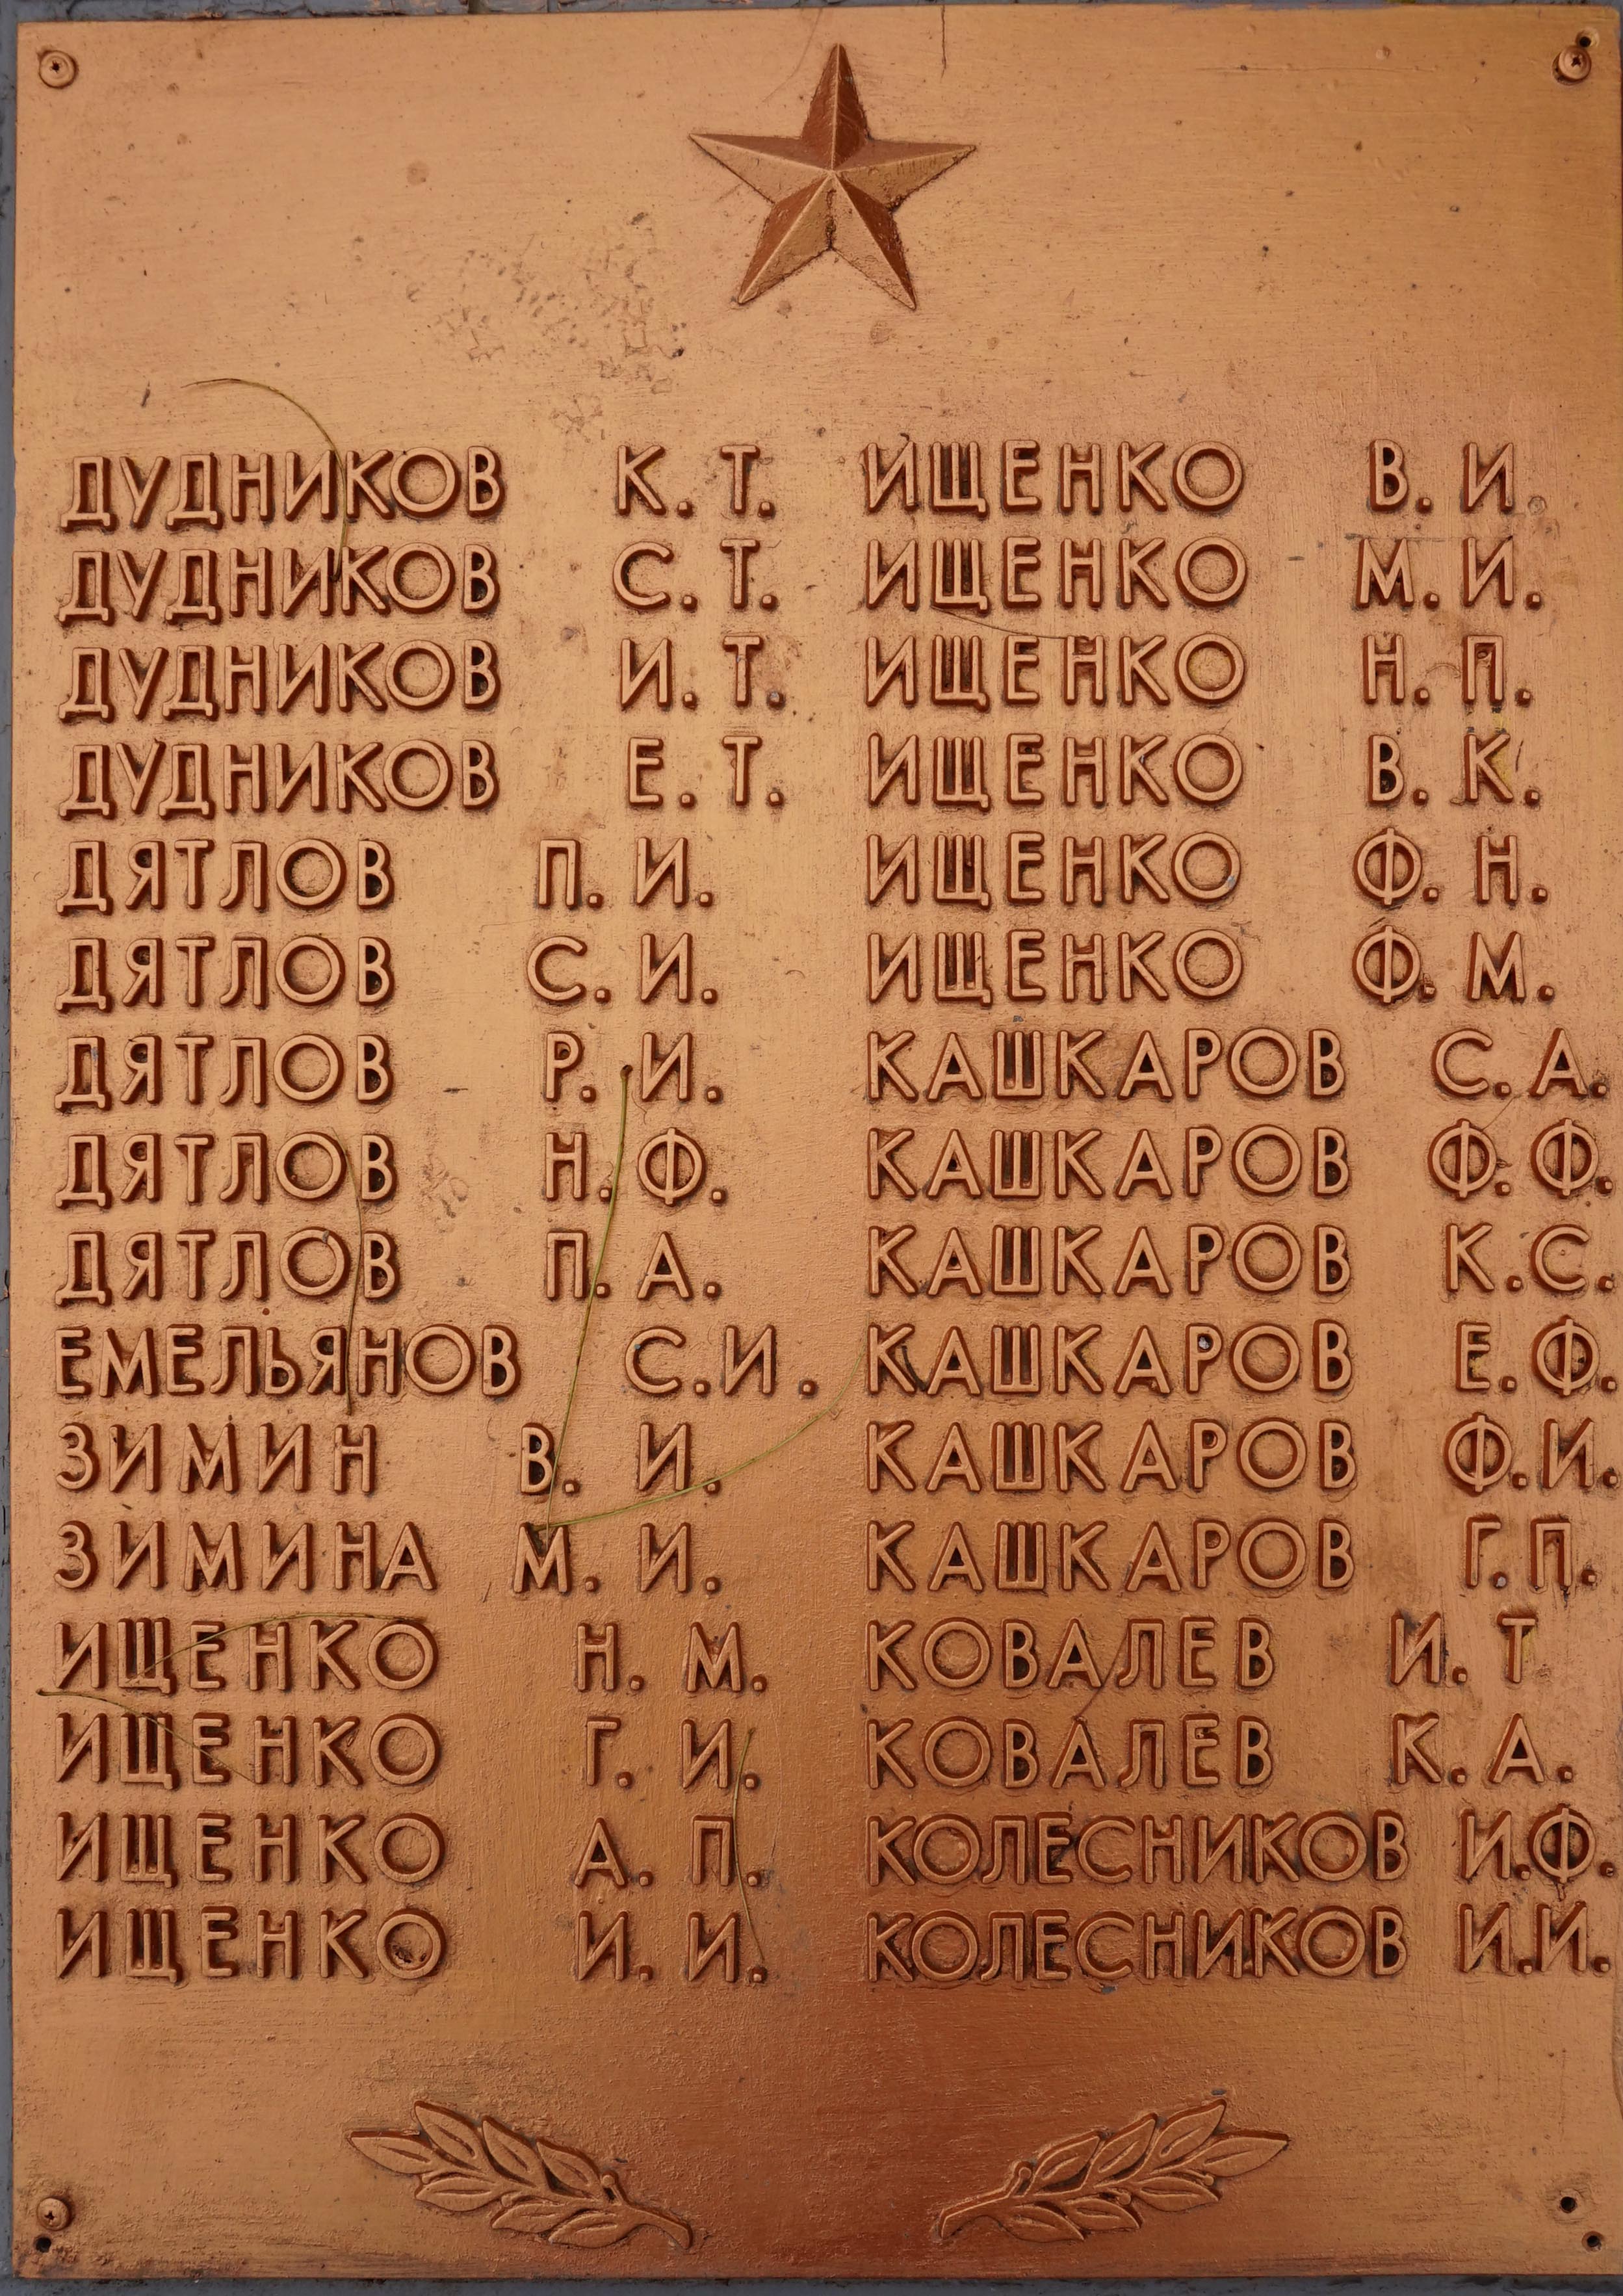 ДУДНИКОВ К. Т.
ДУДНИКОВ С. Т.
ДУДНИКОВ И. Т.
ДУДНИКОВ Е. Т.
ДЯТЛОВ П. И.
ДЯТЛОВ С. И.
ДЯТЛОВ Р. И.
ДЯТЛОВ Н. Ф.
ДЯТЛОВ П. А.
ЕМЕЛЬЯНОВ С.И.
ЗИМИН В. И.
ЗИМИНА М. И.
ИЩЕНКО Н. М.
ИЩЕНКО Г. И.
ИЩЕНКО А. П.
ИЩЕНКО И. И.
ИЩЕНКО В. И
ИЩЕНКО М. И.
ИЩЕНКО Н. П.
ИЩЕНКО В. К.
ИЩЕНКО Ф. Н.
ИЩЕНКО Ф. М.
КАШКАРОВ С. А.
КАШКАРОВ Ф. Ф.
КАШКАРОВ К.С.
КАШКАРОВ Е. Ф.
КАШКАРОВ Ф.И.
КАШКАРОВ Г.П.
КОВАЛЕВ И. Т
КОВАЛЕВ К. А.
КОЛЕСНИКОВ И.Ф.
КОЛЕСНИКОВ И.И.